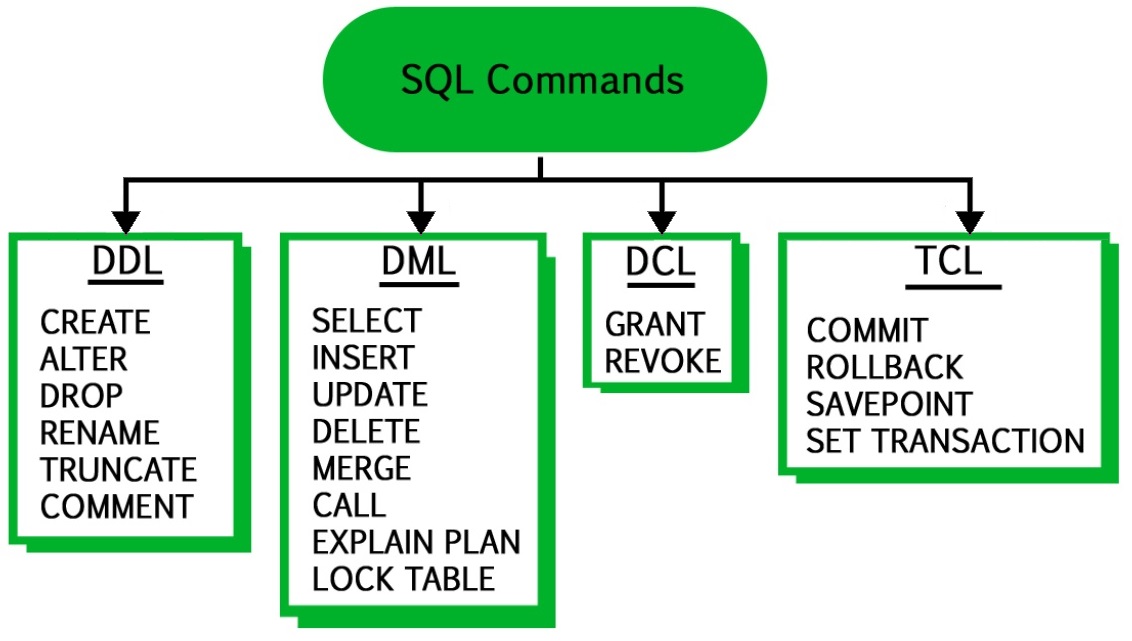 SQL Commands
DDL
CREATE
ALTER
DROP
RENAME
TRUNCATE
COMMENT
DML
SELECT
INSERT
UPDATE
DELETE
MERGE
CALL
EXPLAIN PLAN
LOCK TABLE
DCL
GRANT
REVOKE
TCL
COMMIT
ROLLBACK
SAVEPOINT
SET TRANSACTION